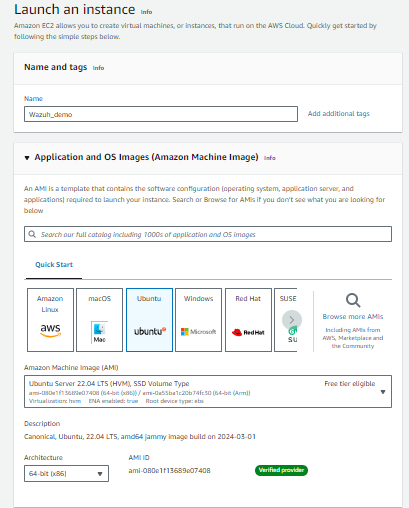 Launch an instance Info
Amazon EC2 allows you to create virtual machines, or instances, that run on the AWS Cloud. Quickly get started by
following the simple steps below.
Name and tags Info
Name
Wazuh_demo
Add additional tags
Application and OS Images (Amazon Machine Image) Info
An AMI is a template that contains the software configuration (operating system, application server, and
applications) required to launch your instance. Search or Browse for AMIs if you don't see what you are looking for
below
Search our full catalog including 1000s of application and OS images
Quick Start
Amazon
Linux
aws
macOS
Mac
Ubuntu
ubuntu
Windows
Microsoft
Red Hat
Red Hat
SUSE
SU
Browse more AMIs
Including AMIs from
AWS, Marketplace and
the Community
Amazon Machine Image (AMI)
Ubuntu Server 22.04 LTS (HVM), SSD Volume Type
Free tier eligible
ami-080e1f13689e07408 (64-bit (x86)) / ami-0a55ba1c20b74fc30 (64-bit (Arm))
Virtualization: hvm ENA enabled: true Root device type: ebs
Description
Canonical, Ubuntu, 22.04 LTS, amd64 jammy image build on 2024-03-01
Architecture
64-bit (x86)
AMI ID
ami-080e1f13689e07408
Verified provider